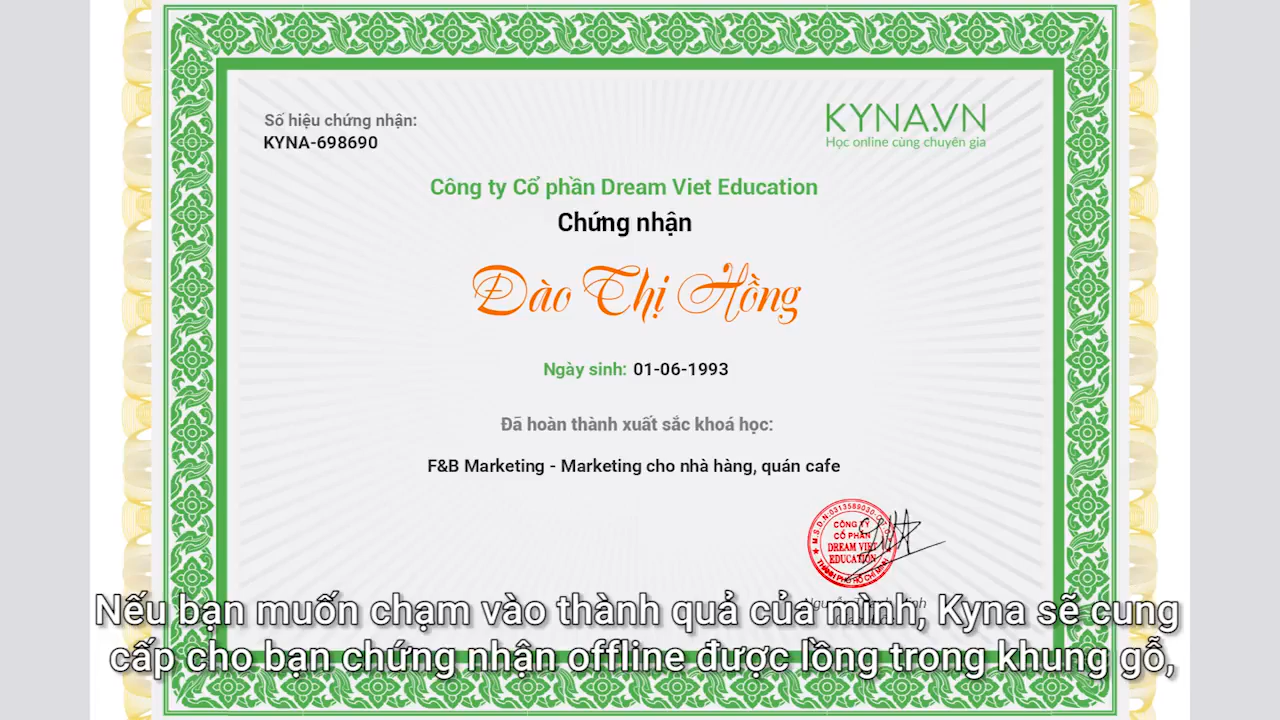 Số hiệu chứng nhận:
KYNA-698690
KYNA.VN
Học online cùng chuyên gia
Công ty Cổ phần Dream Viet Education
Chứng nhận
Đào Thị Hồng
Ngày sinh: 01-06-1993
Đã hoàn thành xuất sắc khoá học:
F&B Marketing - Marketing cho nhà hàng, quán cafe
CÔNG TY
CỔ PHẦN
DREAM VIET
EDUCATION
Nếu bạn muốn chạm vào thành quả của mình, Kyna sẽ cung
cấp cho bạn chứng nhận offline được lồng trong khung gỗ,